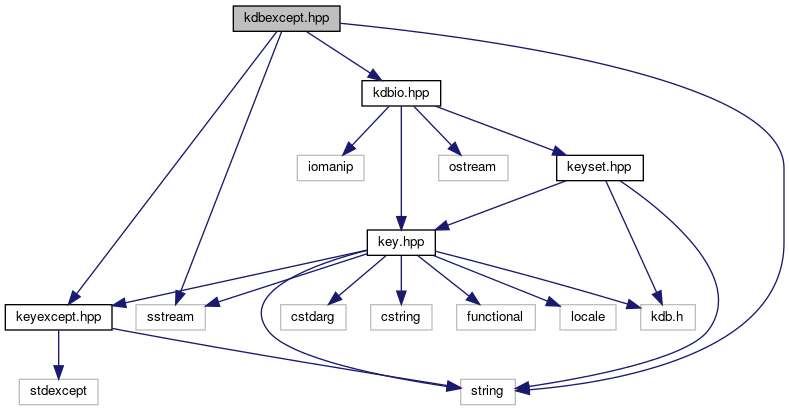 kdbexcept.hpp
kdbio.hpp
iomanip
ostream
keyset.hpp
key.hpp
keyexcept.hpp
sstream
cstdarg
cstring
functional
locale
kdb.h
stdexcept
string